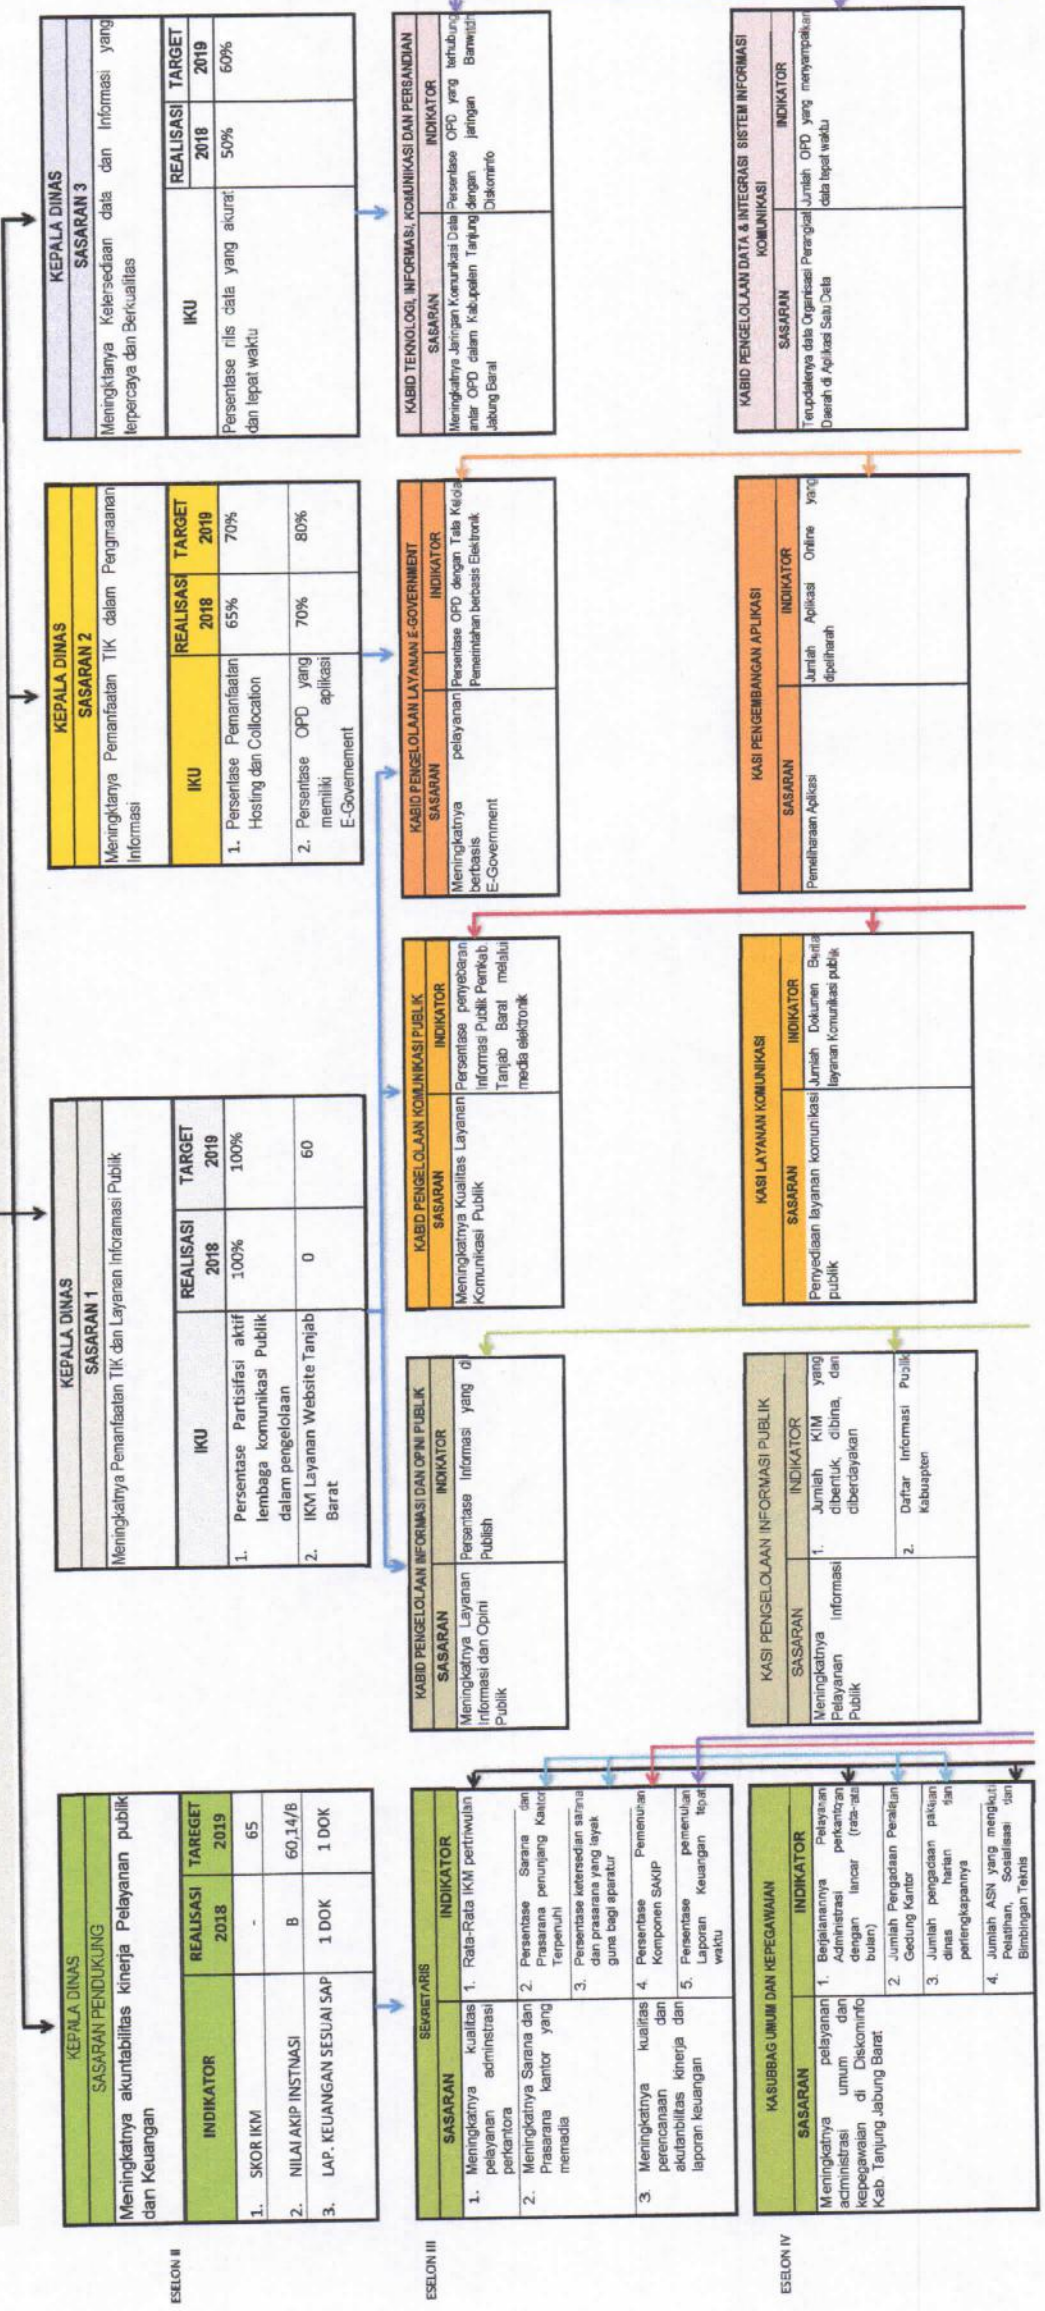 ESELON II
KEPALA DINAS
SASARAN PENDUKUNG
Meningkatnya akuntabilitas kinerja Pelayanan publik
dan Keuangan
INDIKATOR
REALISASI
2018
TAREGET
2019
1. SKOR IKM - 65
2. NILAI AKIP INSTNASI B 60,14/B
3. LAP. KEUANGAN SESUAI SAP 1 DOK 1 DOK
KEPALA DINAS
SASARAN 1
Meningkatnya Pemanfaatan TIK dan Layanan Inforamasi Publik
IKU
REALISASI
2018
TARGET
2019
1. Persentase Partisifasi aktif 100% 100%
lembaga komunikasi Publik
dalam pengelolaan
2. IKM Layanan Website Tanjab 0 60
Barat
KEPALA DINAS
SASARAN 2
Meningktanya Pemanfaatan TIK dalam Pengmaanan
Informasi
IKU
REALISASI
2018
TARGET
2019
1. Persentase Pemanfaatan 65% 70%
Hosting dan Collocation
2. Persentase OPD yang 70% 80%
memiliki aplikasi
E-Governement
KEPALA DINAS
SASARAN 3
Meningktanya Ketersediaan data dan Informasi yang
terpercaya dan Berkualitas
IKU
REALISASI
2018
TARGET
2019
Persentase rilis data yang akurat 50% 60%
dan tepat waktu
ESELON III
SEKRETARIS
SASARAN
INDIKATOR
1. Meningkatnya kualitas
pelayanan adminstrasi
perkantora
2. Meningkatnya Sarana dan
Prasarana kantor yang
memadia
3. Meningkatnya kualitas
perencanaan dan
akutanbilitas kinerja dan
laporan keuangan
1. Rata-Rata IKM pertriwulan
2. Persentase Sarana dan
Prasarana penunjang Kantor
Terpenuhi
3. Persentase ketersedian sarana
dan prasarana yang layak
guna bagi aparatur
4. Persentase Pemenuhan
Komponen SAKIP
5. Persentase pemenuhan
Laporan Keuangan tepat
waktu
KABID PENGELOLAAN INFORMASI DAN OPINI PUBLIK
SASARAN
INDIKATOR
Meningkatnya Layanan
Informasi dan Opini
Publik
Persentase Informasi yang di
Publish
KABID PENGELOLAAN KOMUNIKASI PUBLIK
SASARAN
INDIKATOR
Meningkatnya Kualitas Layanan
Komunikasi Publik
Persentase penyebaran
Informasi Publik Pemkab.
Tanjab Barat melalui
media elektronik
KABID PENGELOLAAN LAYANAN E-GOVERNMENT
SASARAN
INDIKATOR
Meningkatnya pelayanan
berbasis
E-Government
Persentase OPD dengan Tata Kelola
Pemerintahan berbasis Elektronik
KABID TEKNOLOGI, INFORMASI, KOMUNIKASI DAN PERSANDIAN
SASARAN
INDIKATOR
Meningkatnya Jaringan Komunikasi Data
antar OPD dalam Kabupaten Tanjung
Jabung Barat
Persentase OPD yang terhubung
dengan jaringan Banwitdh
Diskominfo
ESELON IV
KASUBBAG UMUM DAN KEPEGAWAIAN
SASARAN
INDIKATOR
Meningkatnya pelayanan
administrasi umum dan
kepegawaian di Diskominfo
Kab. Tanjung Jabung Barat
1. Berjalanannya Pelayanan
Administrasi perkantoran
dengan lancar (rata-rata
bulan)
2. Jumlah Pengadaan Peralatan
Gedung Kantor
3. Jumlah pengadaan pakaian
dinas harian dan
perlengkapannya
4. Jumlah ASN yang mengikuti
Pelatihan, Sosialisasi dan
Bimbingan Teknis
KASI PENGELOLAAN INFORMASI PUBLIK
SASARAN
INDIKATOR
Meningkatnya
Pelayanan Informasi
Publik
1. Jumlah KIM yang
dibentuk, dibina, dan
diberdayakan
2. Daftar Informasi Publik
Kabuapten
KASI LAYANAN KOMUNIKASI
SASARAN
INDIKATOR
Penyediaan layanan komunikasi
publik
Jumlah Dokumen Berita
layanan Komunikasi publik
KASI PENGEMBANGAN APLIKASI
SASARAN
INDIKATOR
Pemeliharaan Aplikasi
Jumlah Aplikasi Online yang
dipeliharah
KABID PENGELOLAAN DATA & INTEGRASI SISTEM INFORMASI
KOMUNIKASI
SASARAN
INDIKATOR
Terupdatenya data Organisasi Perangkat
Daerah di Aplikasi Satu Data
Jumlah OPD yang menyampaikan
data tepat waktu